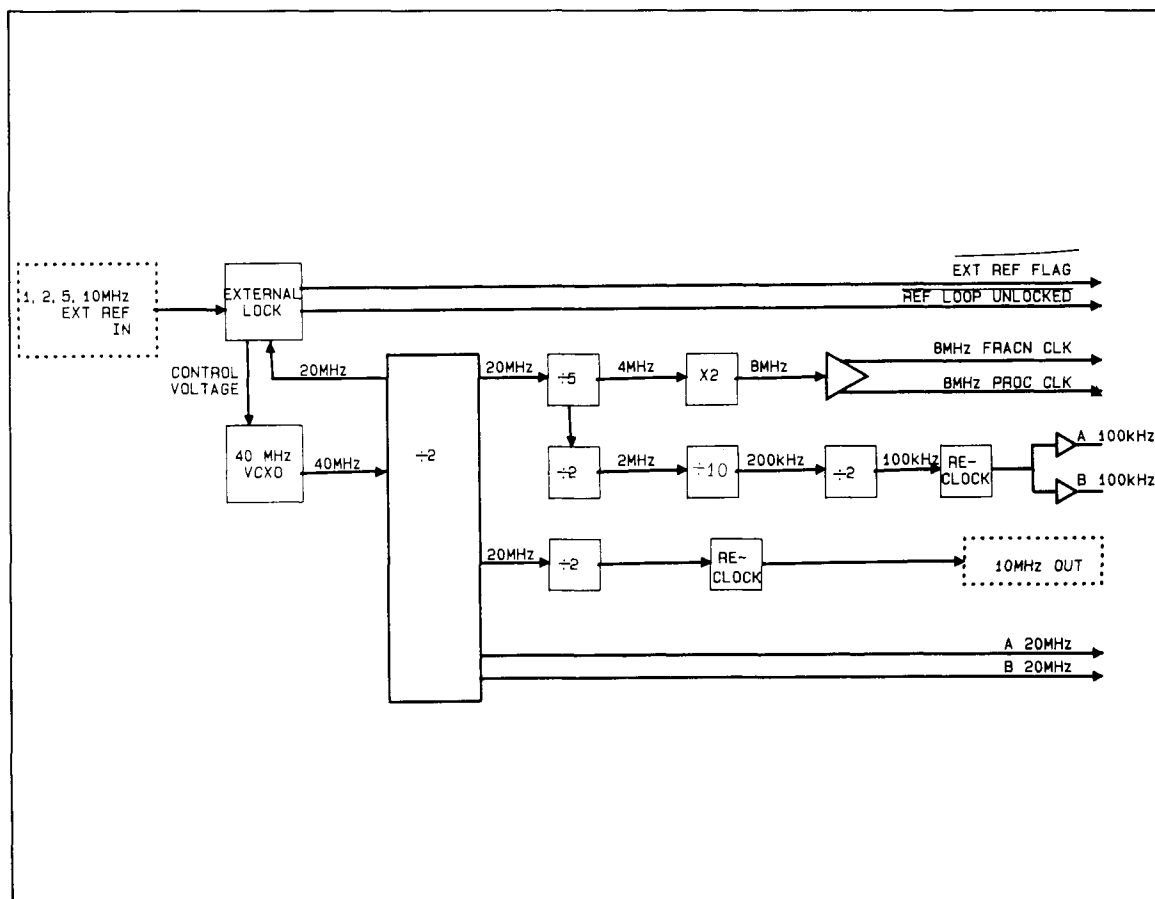 1, 2, 5, 10MHz
EXT REF
IN
EXTERNAL
LOCK
EXT REF FLAG
REF LOOP UNLOCKED
CONTROL
VOLTAGE
20MHz
40 MHz
VCXO
40MHz
÷2
20MHz
÷5
4MHz
X2
8MHz
8MHz FRACN CLK
8MHz PROC CLK
÷2
2MHz
÷10
200kHz
÷2
100kHz
RE-
CLOCK
A 100kHz
B 100kHz
20MHz
÷2
RE-
CLOCK
10MHz OUT
A 20MHz
B 20MHz